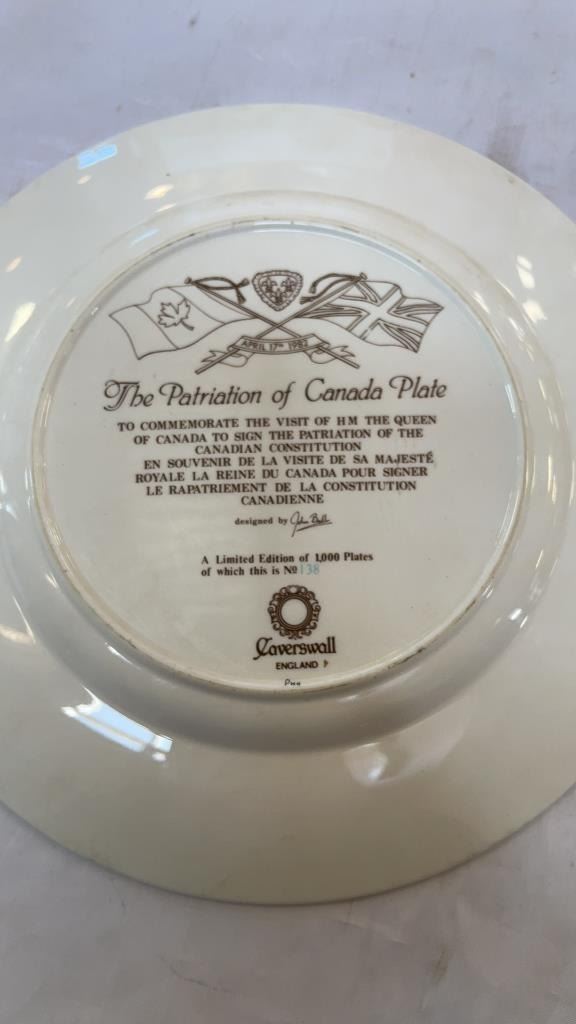 APRIL 17th 1982
The Patriation of Canada Plate
TO COMMEMORATE THE VISIT OF HM THE QUEEN
OF CANADA TO SIGN THE PATRIATION OF THE
CANADIAN CONSTITUTION
EN SOUVENIR DE LA VISITE DE SA MAJESTÉ
ROYALE LA REINE DU CANADA POUR SIGNER
LE RAPATRIEMENT DE LA CONSTITUTION
CANADIENNE
designed by John Ball
A Limited Edition of 1,000 Plates
of which this is No 138
Caverswall
ENGLAND